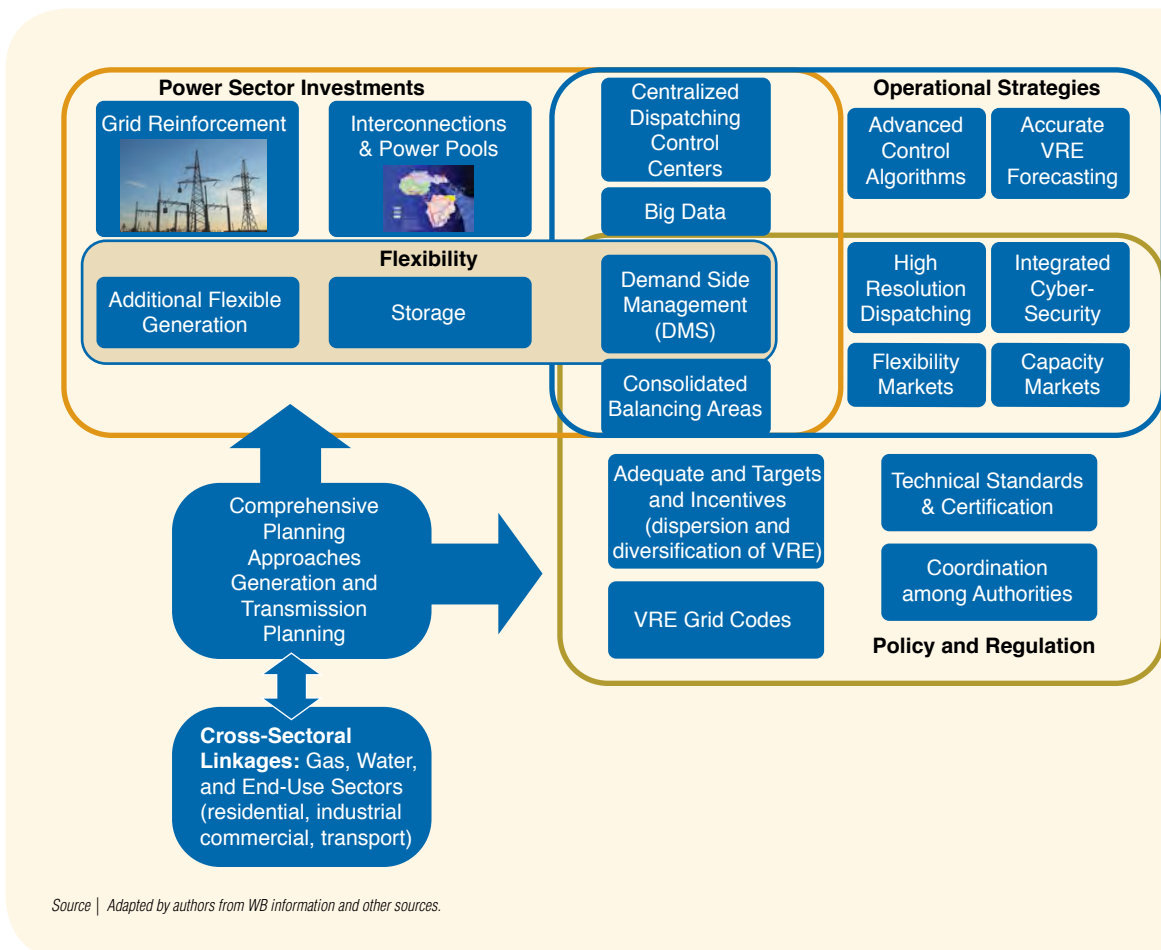 Power Sector Investments
Grid Reinforcement
Interconnections
& Power Pools
Centralized
Dispatching
Control
Centers
Big Data
Operational Strategies
Advanced
Control
Algorithms
Accurate
VRE
Forecasting
Flexibility
Additional Flexible
Generation
Storage
Demand Side
Management
(DMS)
Consolidated
Balancing Areas
High
Resolution
Dispatching
Integrated
Cyber-
Security
Flexibility
Markets
Capacity
Markets
Comprehensive
Planning
Approaches
Generation and
Transmission
Planning
Adequate and Targets
and Incentives
(dispersion and
diversification of VRE)
Technical Standards
& Certification
VRE Grid Codes
Coordination
among Authorities
Policy and Regulation
Cross-Sectoral
Linkages: Gas, Water,
and End-Use Sectors
(residential, industrial
commercial, transport)
Source | Adapted by authors from WB information and other sources.